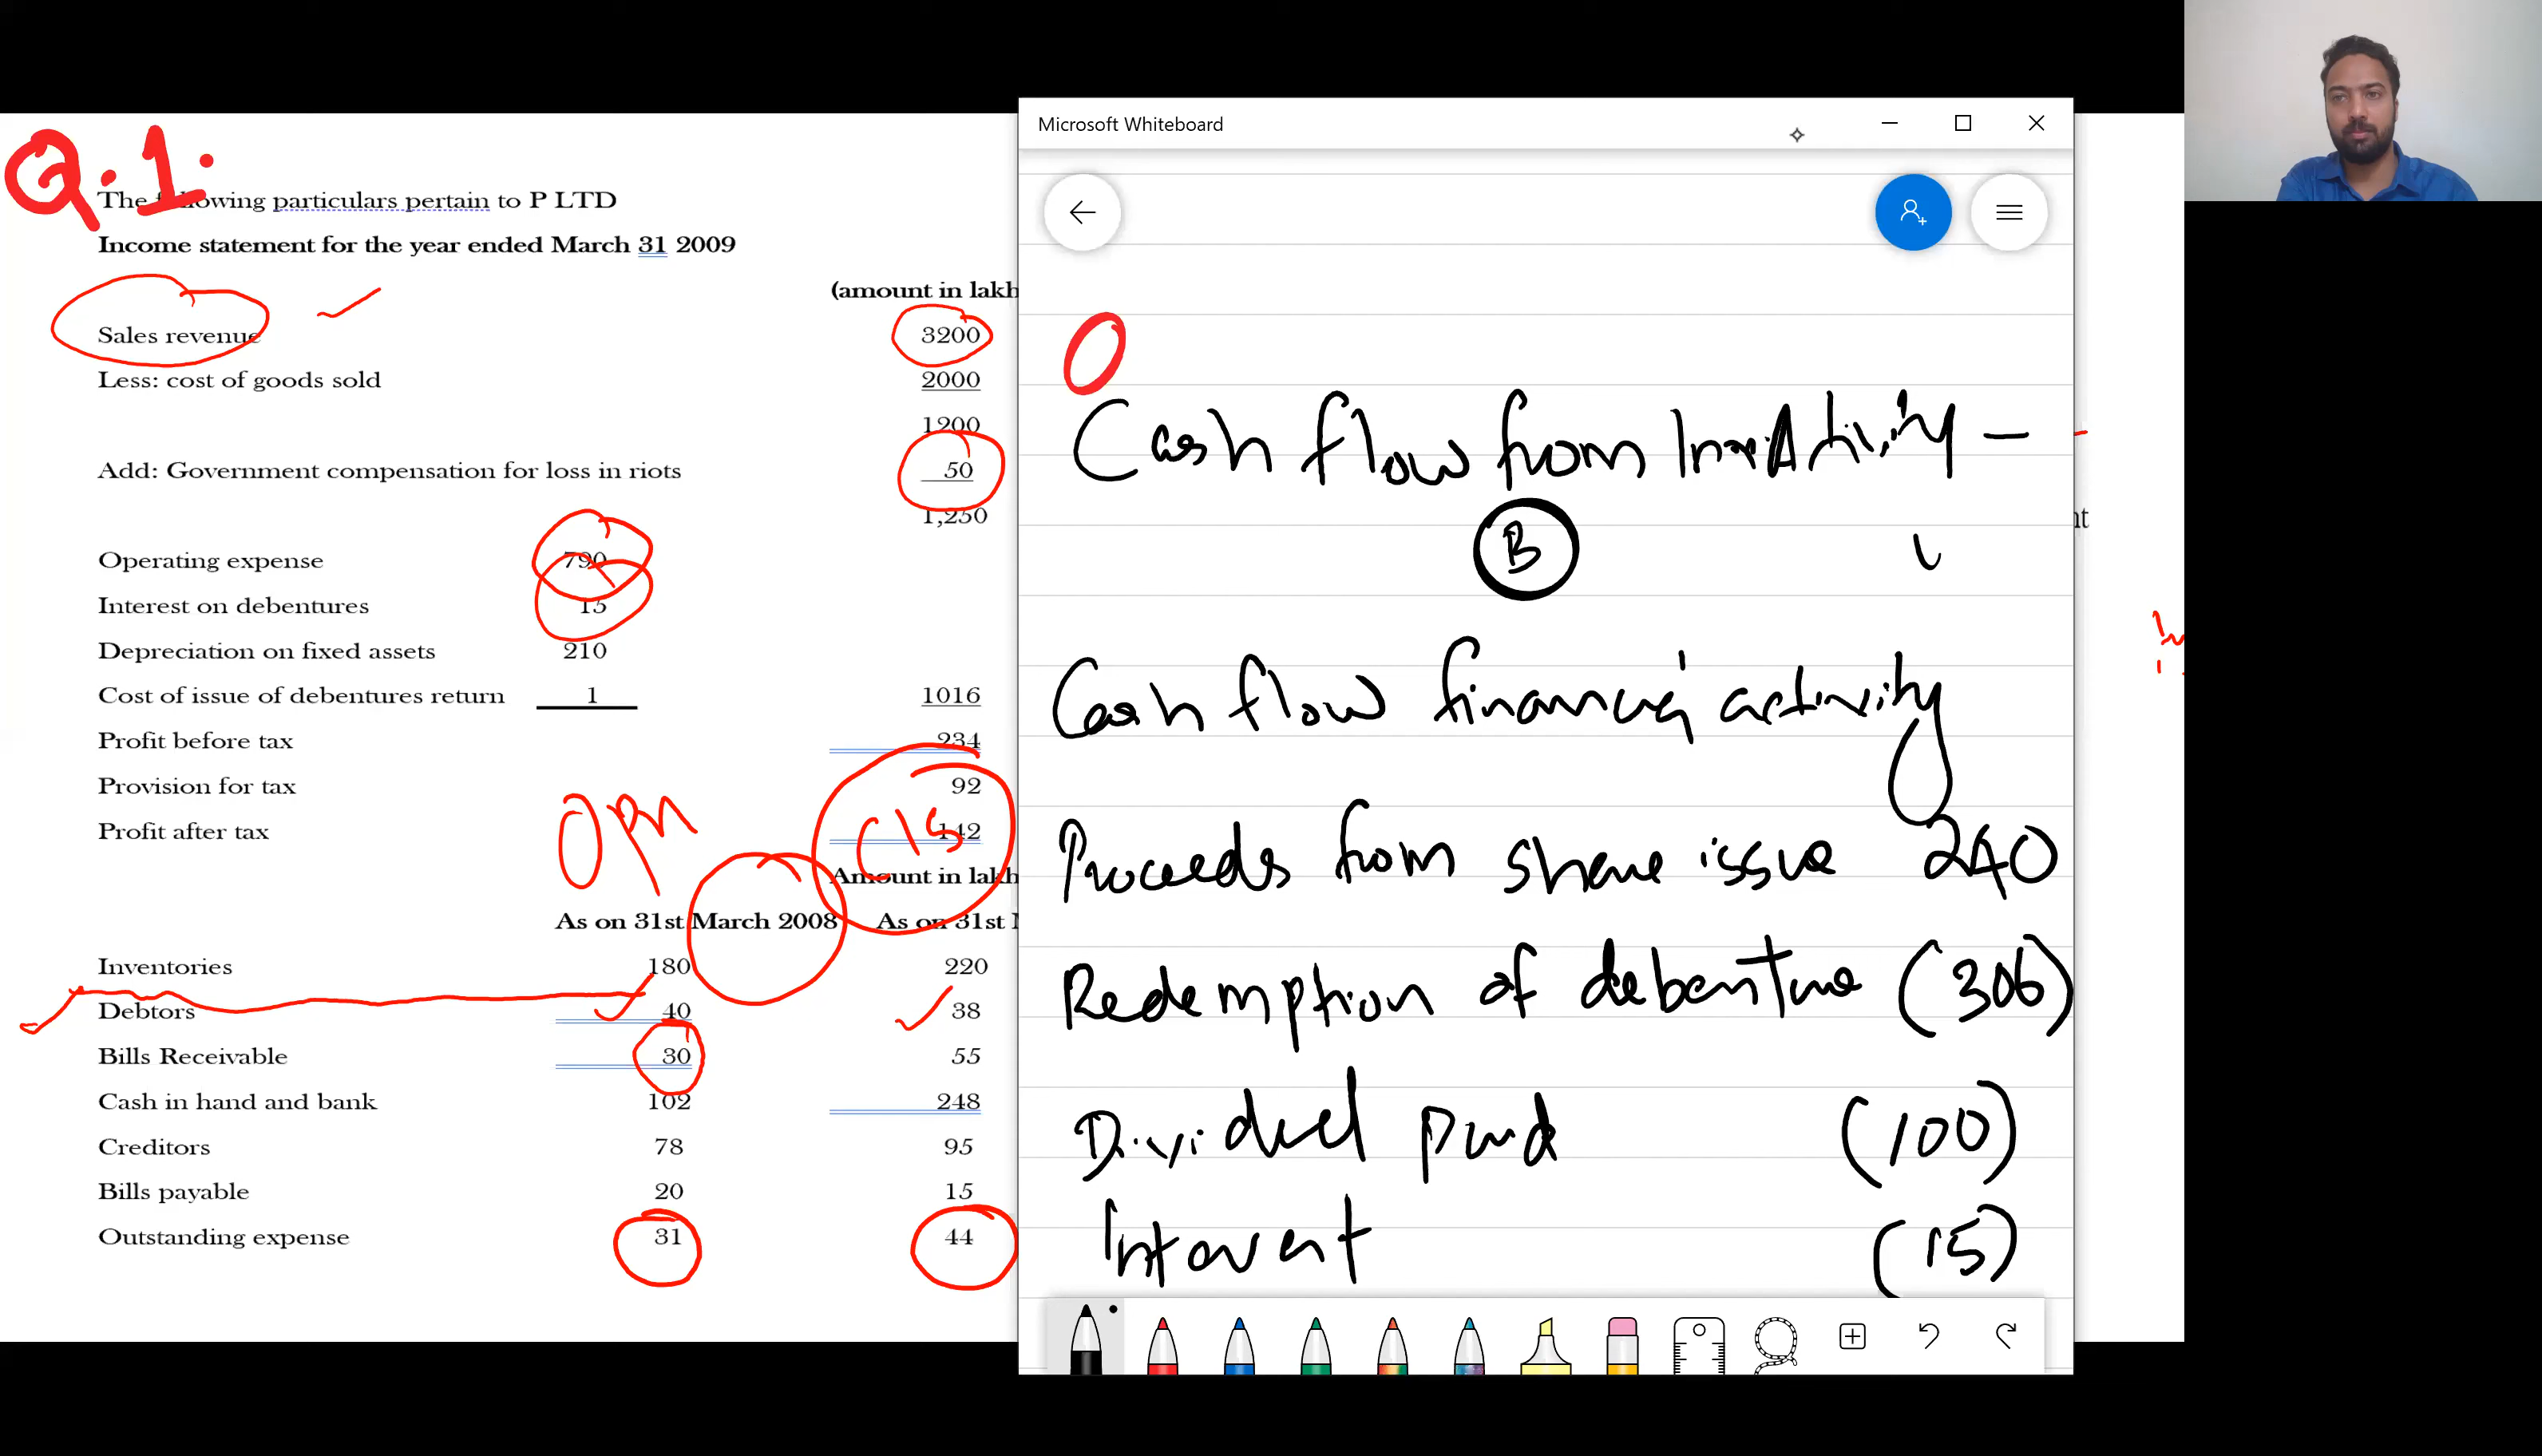 Q.1.
The following particulars pertain to P LTD
Income statement for the year ended March 31 2009
(amount in lakh
Sales revenue 3200
Less: cost of goods sold 2000
1200
Add: Government compensation for loss in riots 50
1,250
Operating expense 790
Interest on debentures 15
Depreciation on fixed assets 210
Cost of issue of debentures return 1 1016
Profit before tax 234
Provision for tax 92
Profit after tax 142
Opn
Cls
Amount in lakh
As on 31st March 2008 As on 31st M
Inventories 180 220
Debtors 40 38
Bills Receivable 30 55
Cash in hand and bank 102 248
Creditors 78 95
Bills payable 20 15
Outstanding expense 31 44
Microsoft Whiteboard
Cash flow from Activity —
B
Cash flow financing activity
Proceeds from share issue 240
Redemption of debenture (306)
Dividend paid (100)
Interest (15)